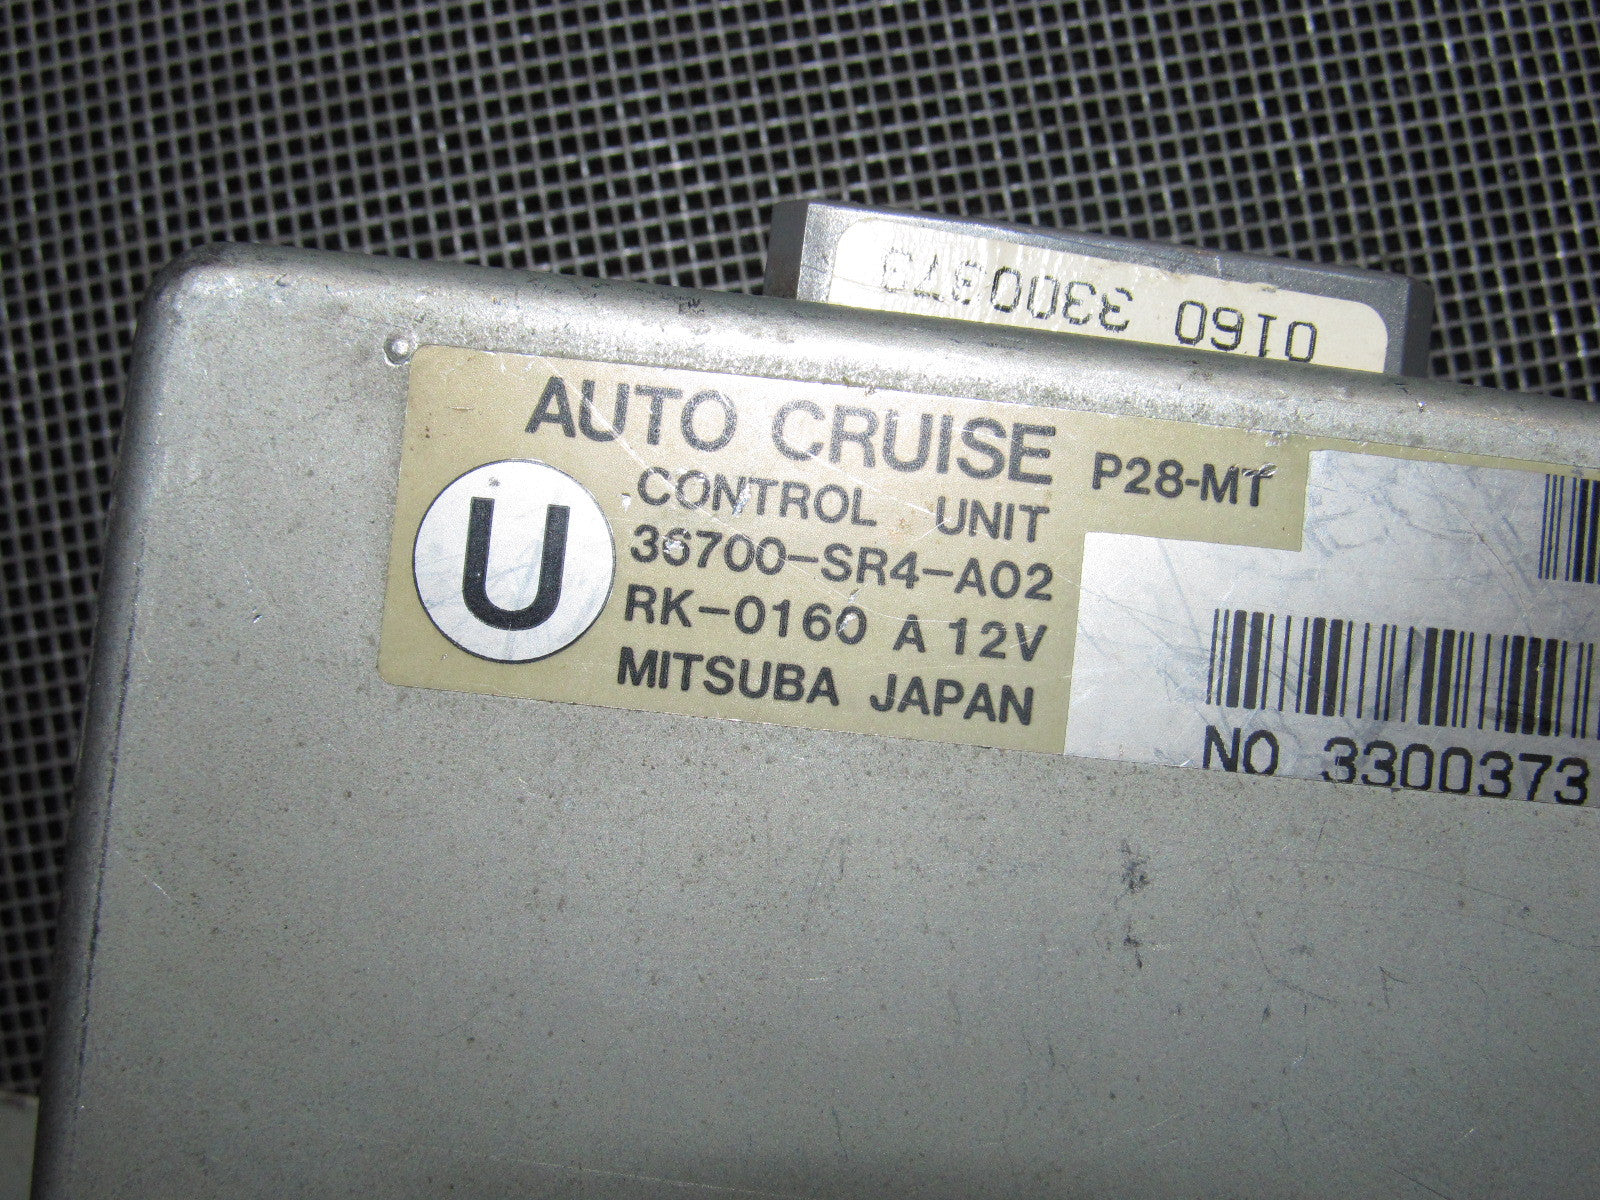 0160 3300373
AUTO CRUISE
CONTROL UNIT
P28-MT
U
36700-SR4-A02
RK-0160 A 12V
MITSUBA JAPAN
NO 3300373